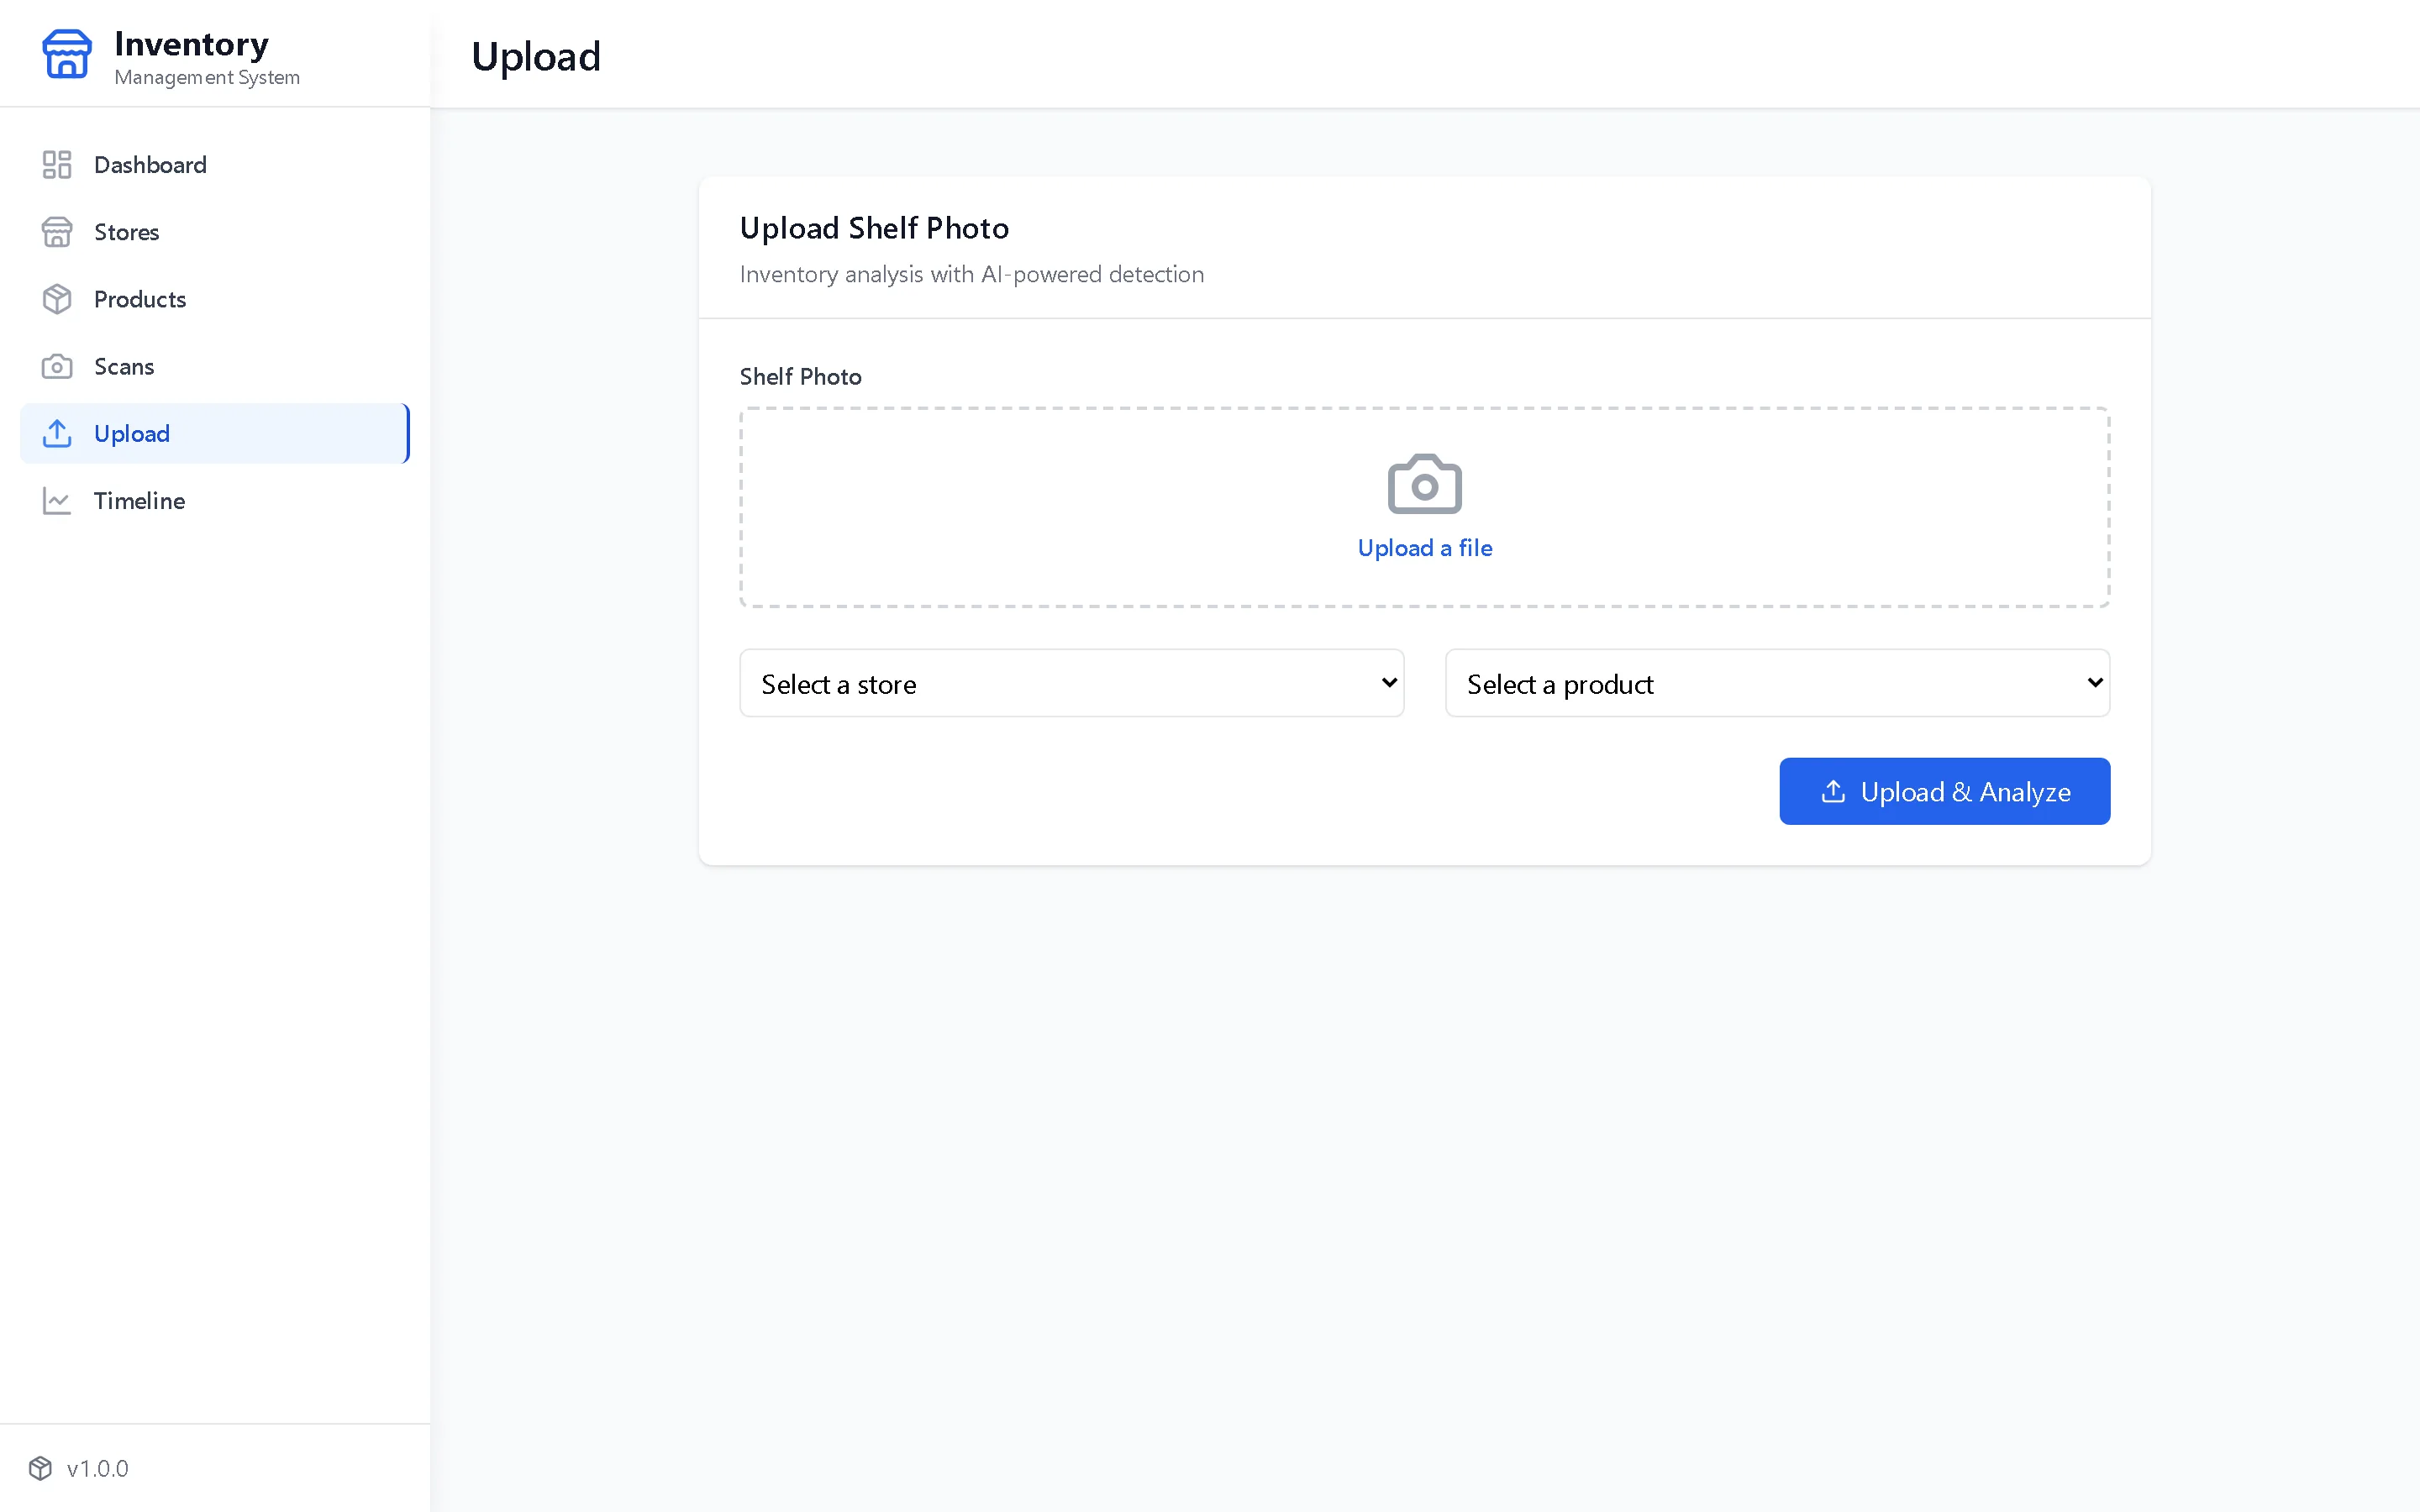 Inventory
Management System
Dashboard
Stores
Products
Scans
Upload
Timeline
v1.0.0
Upload
Upload Shelf Photo
Inventory analysis with AI-powered detection
Shelf Photo
Upload a file
Select a store
Select a product
Upload & Analyze